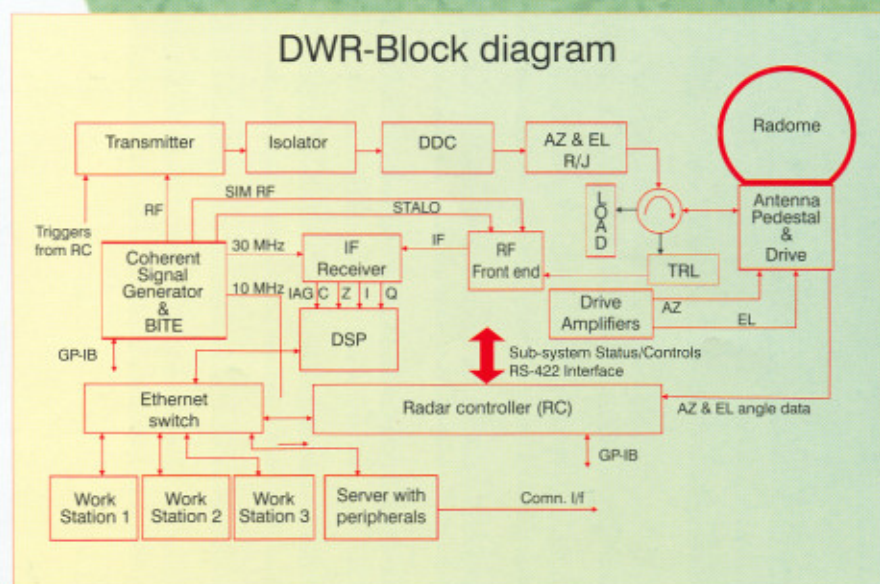 DWR-Block diagram
Radome
Transmitter
Isolator
DDC
AZ & EL
R/J
Antenna
Pedestal
&
Drive
LOAD
SIM RF
STALO
RF
Triggers
from RC
Coherent
Signal
Generator
&
BITE
30 MHz
10 MHz
IF
Receiver
IF
RF
Front end
TRL
IAG C Z I Q
DSP
Drive
Amplifiers
AZ
EL
GP-IB
Sub-system Status/Controls
RS-422 Interface
Ethernet
switch
Radar controller (RC)
AZ & EL angle data
GP-IB
Work
Station 1
Work
Station 2
Work
Station 3
Server with
peripherals
Comn. I/f